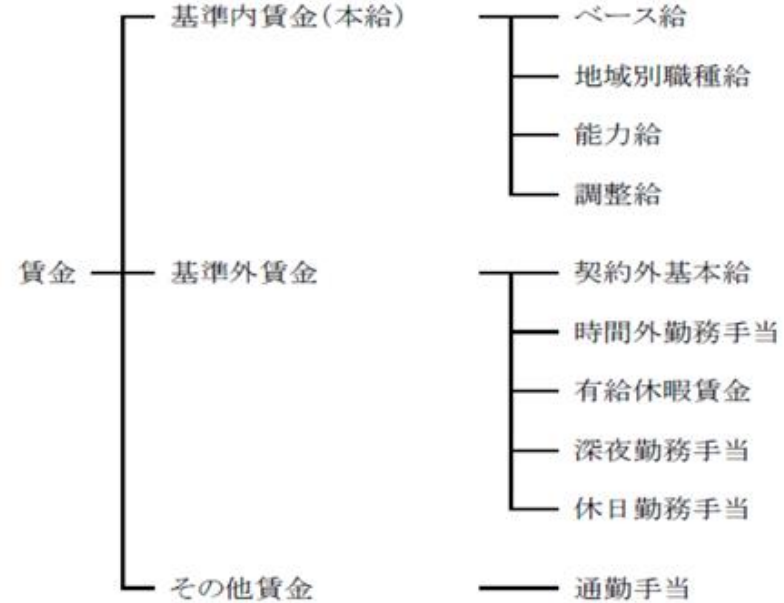 基準内賃金(本給)
ベース給
地域別職種給
能力給
調整給
賃金
基準外賃金
契約外基本給
時間外勤務手当
有給休暇賃金
深夜勤務手当
休日勤務手当
その他賃金
通勤手当